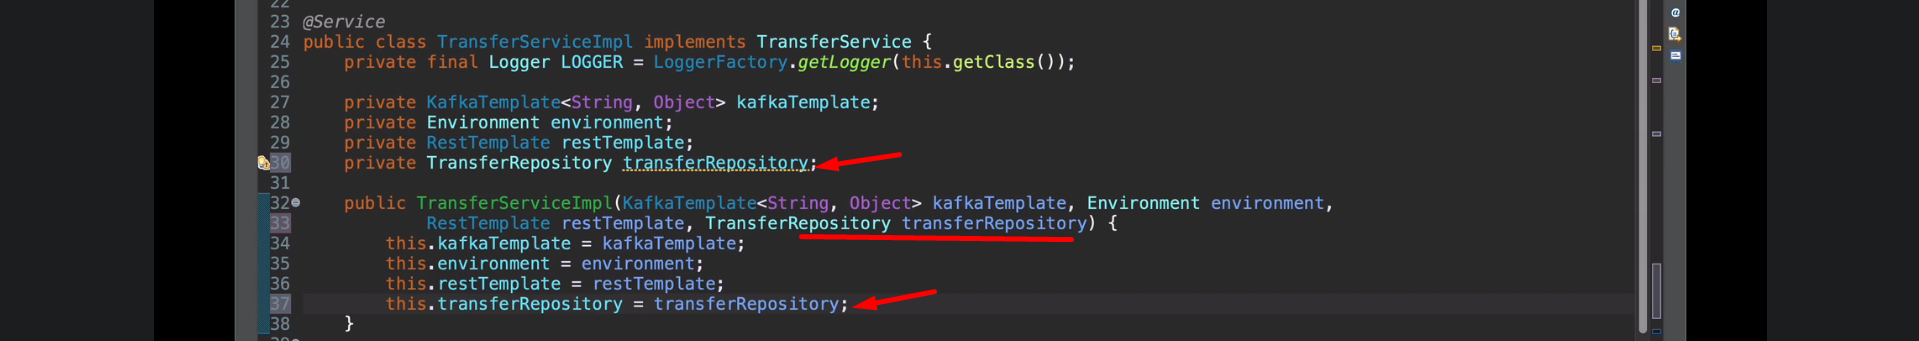 22
23 @Service
24 public class TransferServiceImpl implements TransferService {
25     private final Logger LOGGER = LoggerFactory.getLogger(this.getClass());
26
27     private KafkaTemplate<String, Object> kafkaTemplate;
28     private Environment environment;
29     private RestTemplate restTemplate;
30     private TransferRepository transferRepository;
31
32     public TransferServiceImpl(KafkaTemplate<String, Object> kafkaTemplate, Environment environment,
33             RestTemplate restTemplate, TransferRepository transferRepository) {
34         this.kafkaTemplate = kafkaTemplate;
35         this.environment = environment;
36         this.restTemplate = restTemplate;
37         this.transferRepository = transferRepository;
38     }